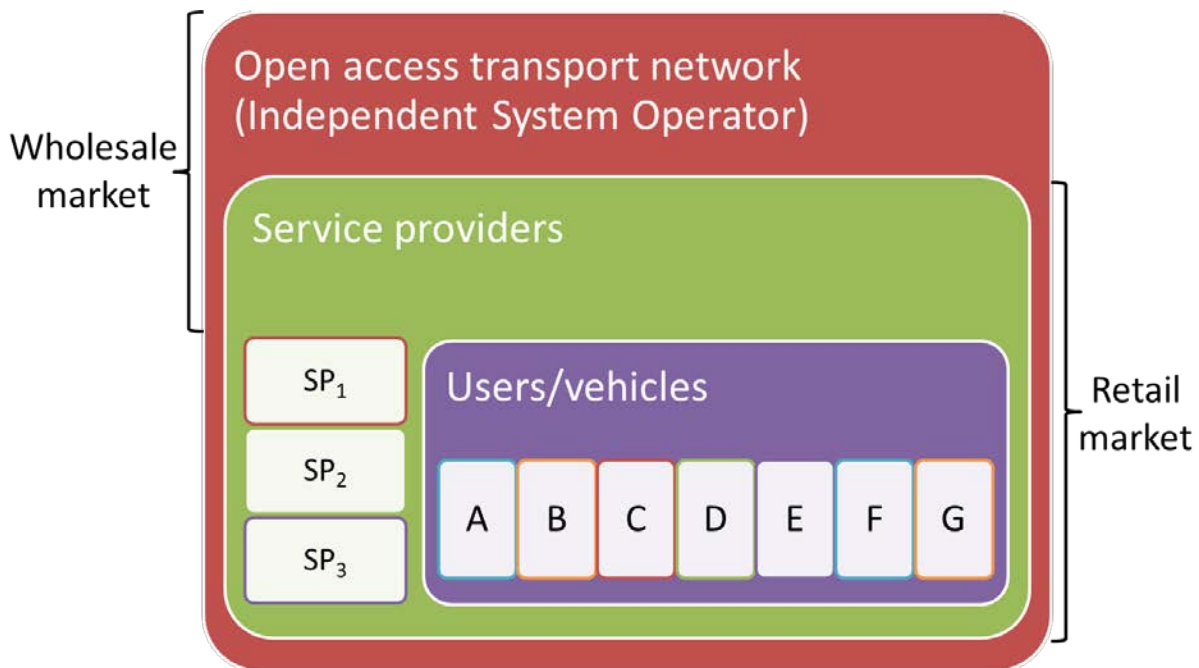 Open access transport network
(Independent System Operator)
Wholesale
market
Service providers
SP₁
SP₂
SP₃
Users/vehicles
A B C D E F G
Retail
market